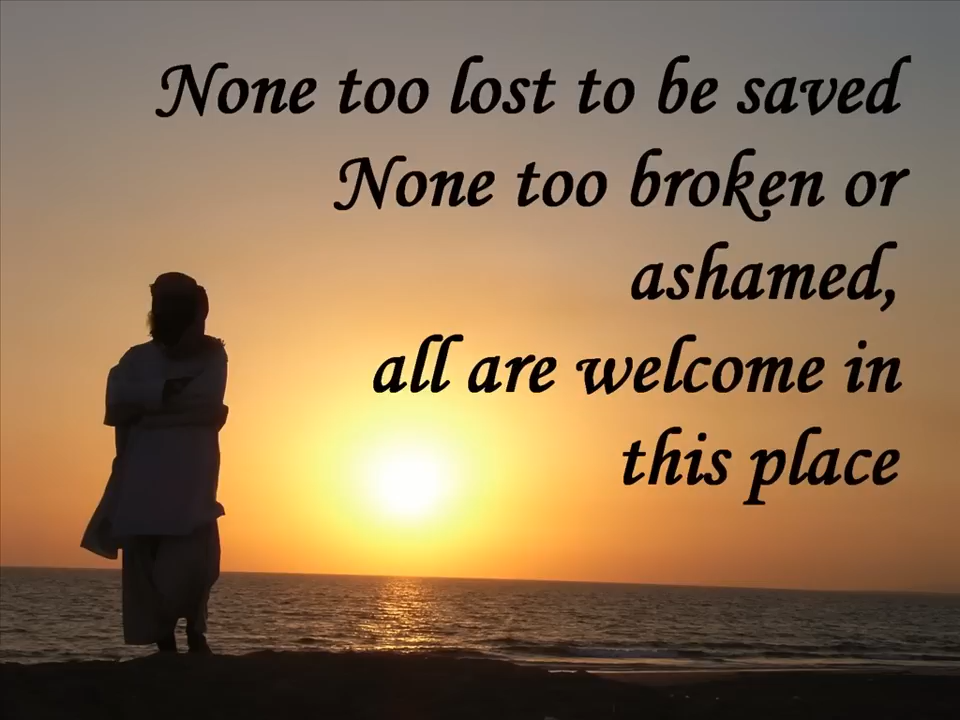 None too lost to be saved
None too broken or
ashamed,
all are welcome in
this place